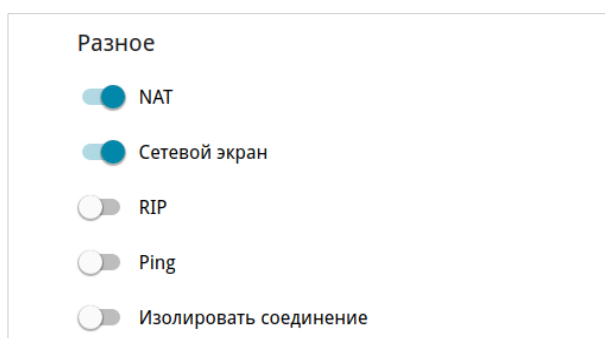 Разное
NAT
Сетевой экран
RIP
Ping
Изолировать соединение